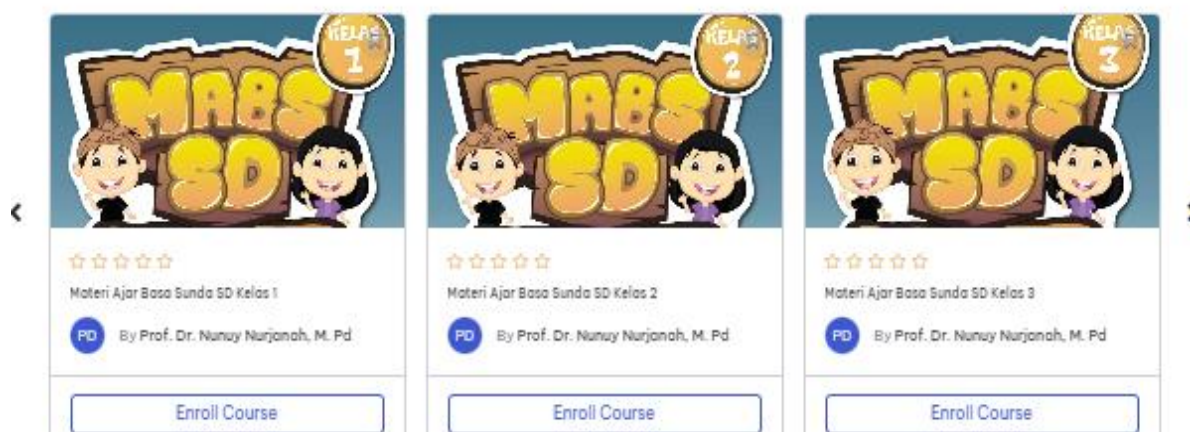 KELAS
1
MABS
SD
Materi Ajar Basa Sunda SD Kelas 1
PD By Prof. Dr. Nunuy Nurjanah, M. Pd
Enroll Course
KELAS
2
MABS
SD
Materi Ajar Basa Sunda SD Kelas 2
PD By Prof. Dr. Nunuy Nurjanah, M. Pd
Enroll Course
KELAS
3
MABS
SD
Materi Ajar Basa Sunda SD Kelas 3
PD By Prof. Dr. Nunuy Nurjanah, M. Pd
Enroll Course